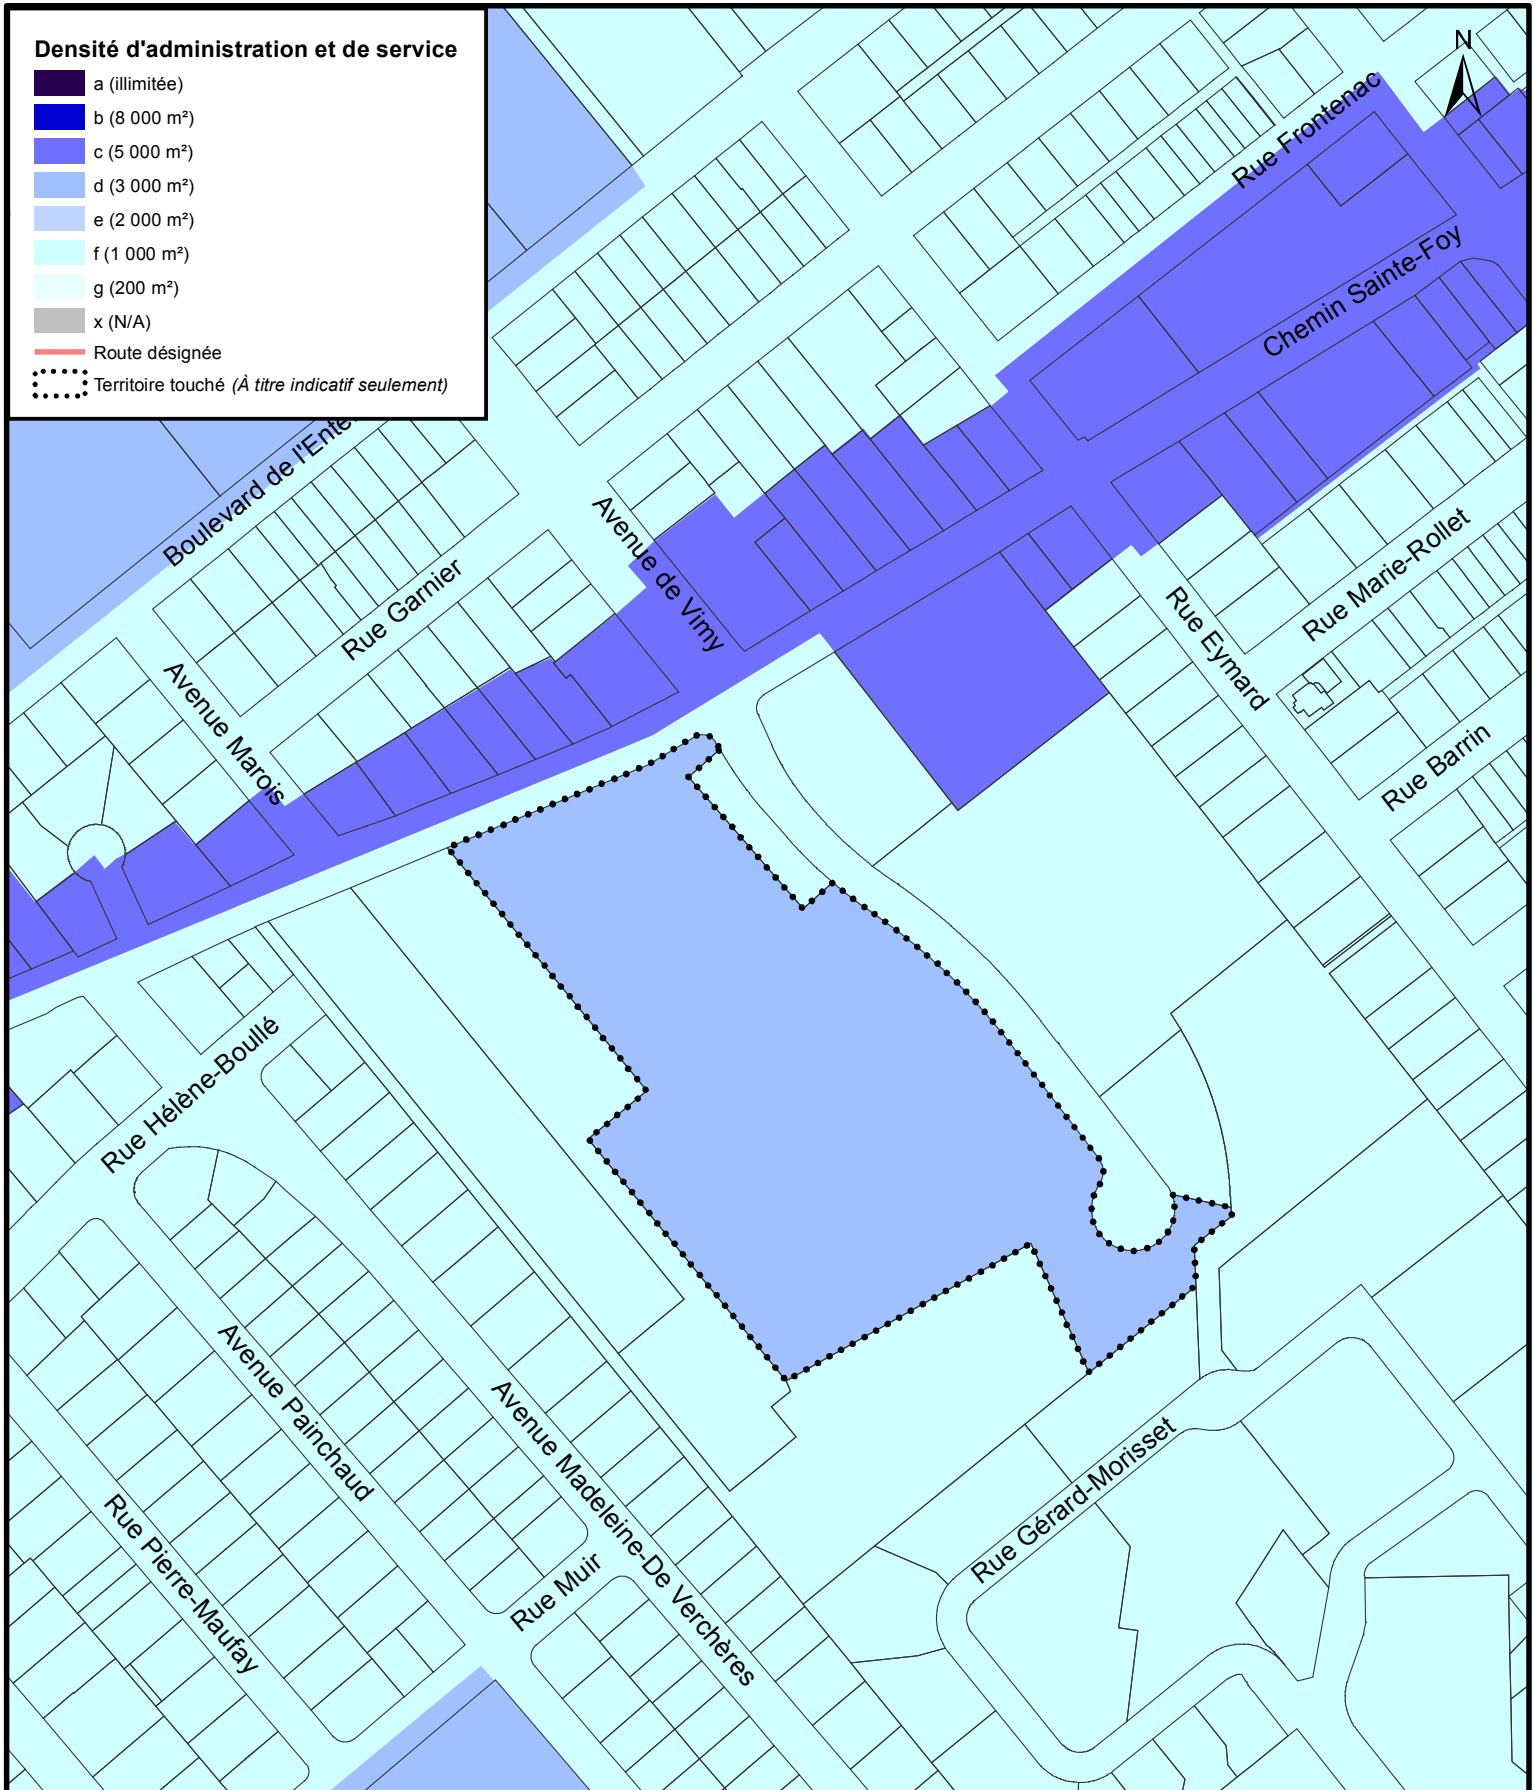 Densité d'administration et de service
a (illimitée)
b (8 000 m²)
c (5 000 m²)
d (3 000 m²)
e (2 000 m²)
f (1 000 m²)
g (200 m²)
x (N/A)
Route désignée
Territoire touché (À titre indicatif seulement)
N
Rue Frontenac
Chemin Sainte-Foy
Boulevard de l'Ente
Avenue de Vimy
Rue Garnier
Rue Marie-Rollet
Rue Eymard
Avenue Marois
Rue Barrin
Rue Hélène-Boullé
Avenue Painchaud
Avenue Madeleine-De Verchères
Rue Gérard-Morisset
Rue Pierre-Maufay
Rue Muir